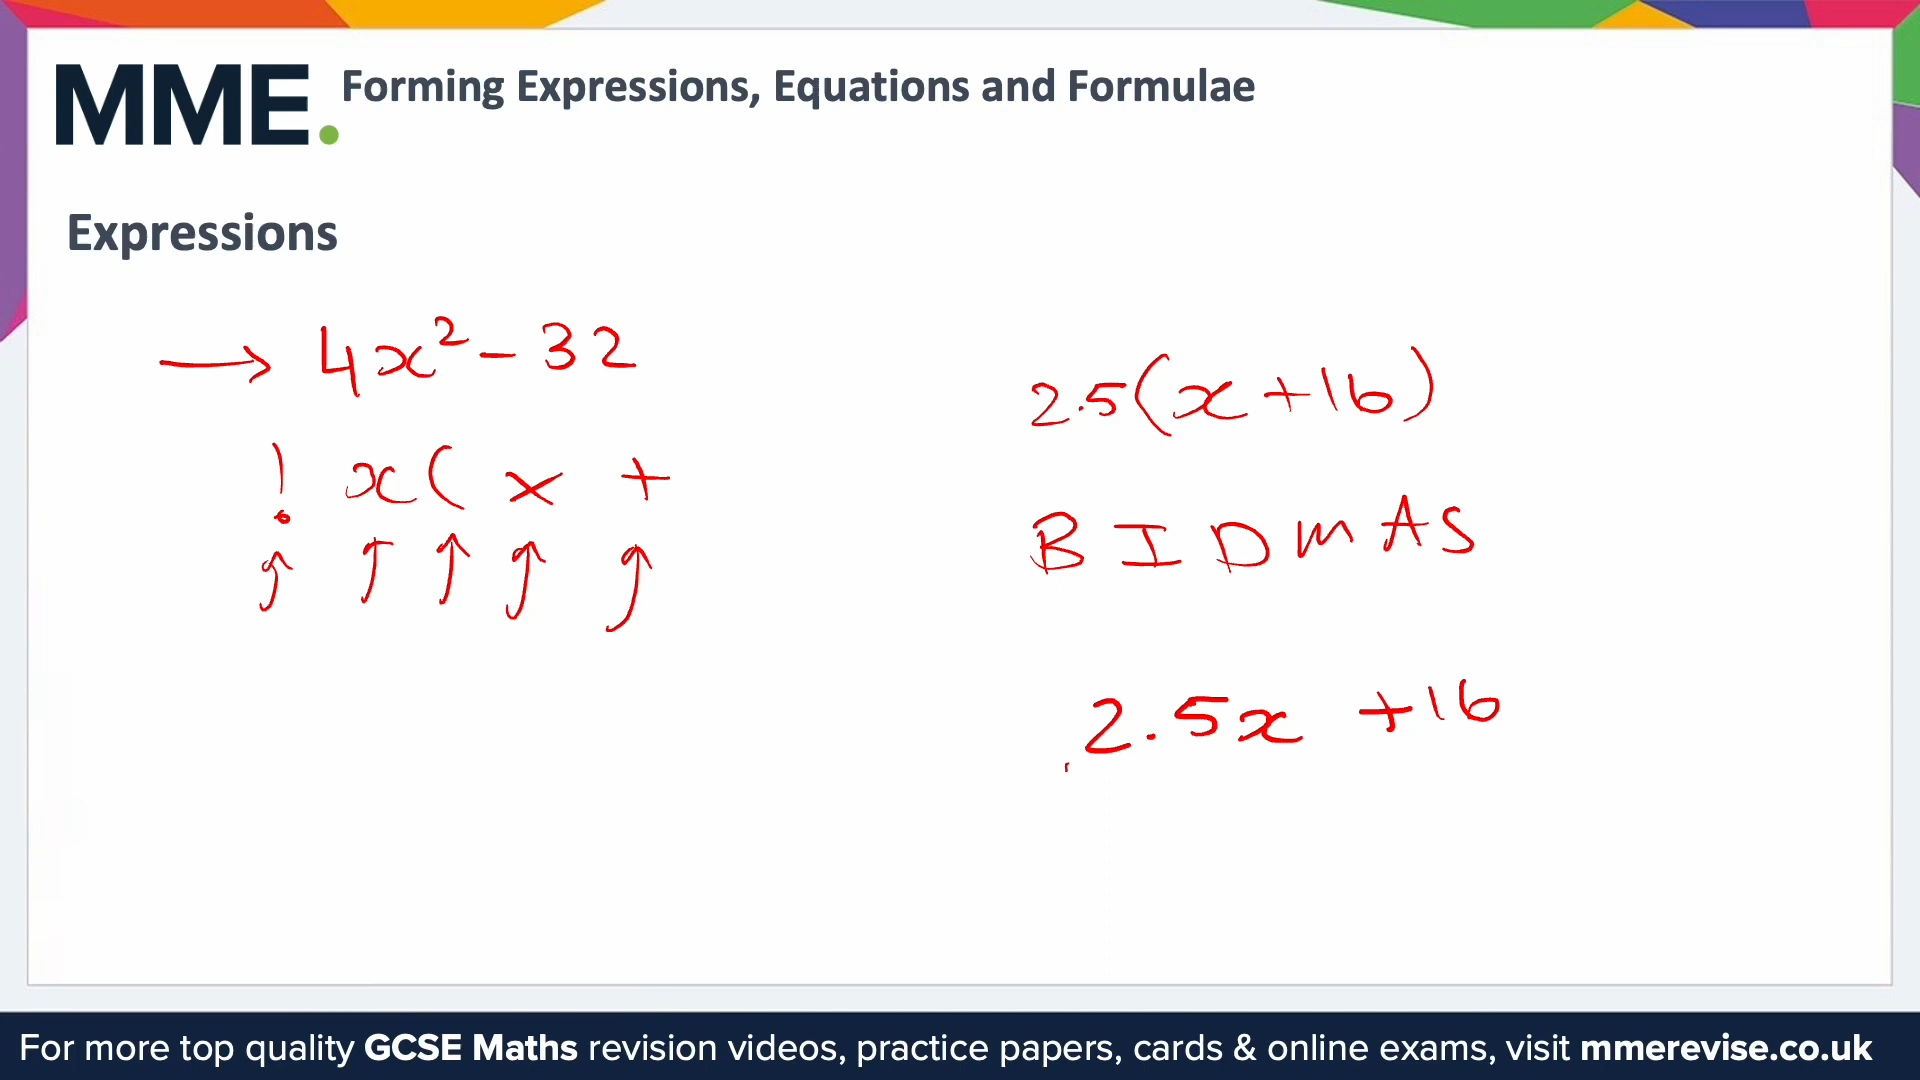 MME. Forming Expressions, Equations and Formulae
Expressions
→ 4x² - 32
! x ( × +
↑ ↑ ↑ ↑ ↑
2.5(x+16)
BIDMAS
2.5x +16
For more top quality GCSE Maths revision videos, practice papers, cards & online exams, visit mmerevise.co.uk